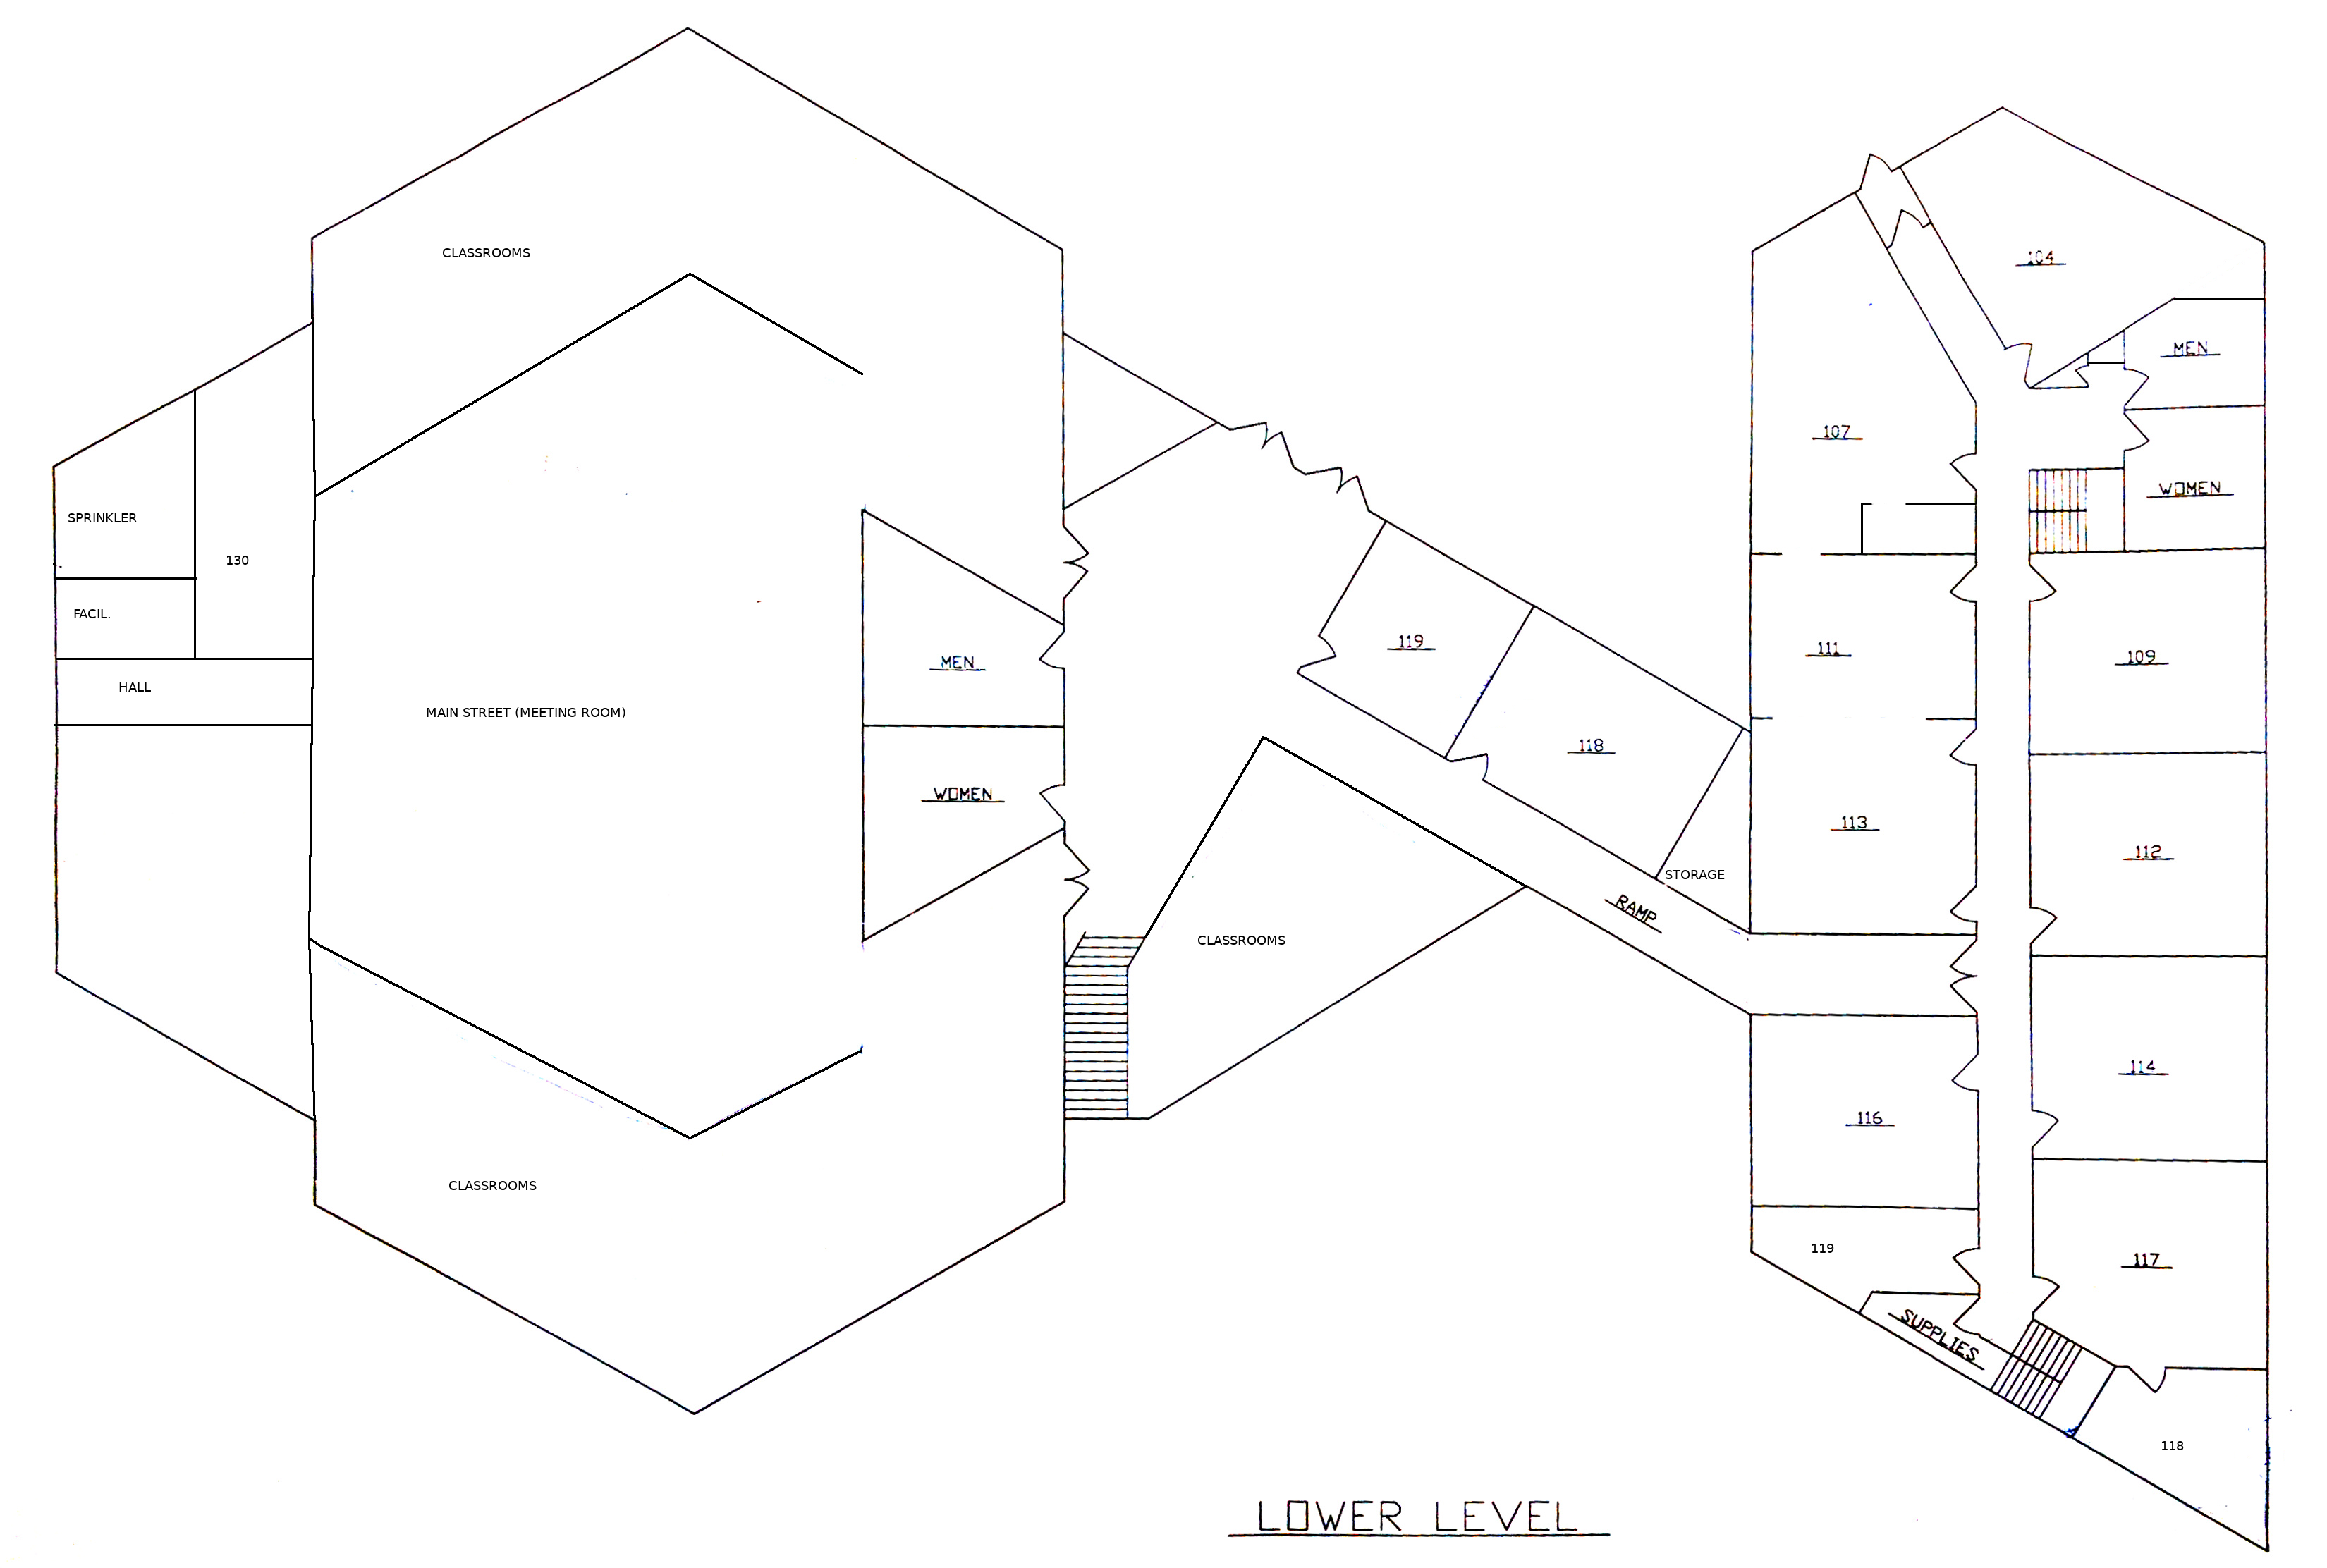 CLASSROOMS
104
MEN
107
WOMEN
SPRINKLER
130
FACIL.
119
111
109
MEN
HALL
MAIN STREET (MEETING ROOM)
118
WOMEN
113
112
STORAGE
RAMP
CLASSROOMS
114
116
CLASSROOMS
119
117
SUPPLIES
118
LOWER LEVEL